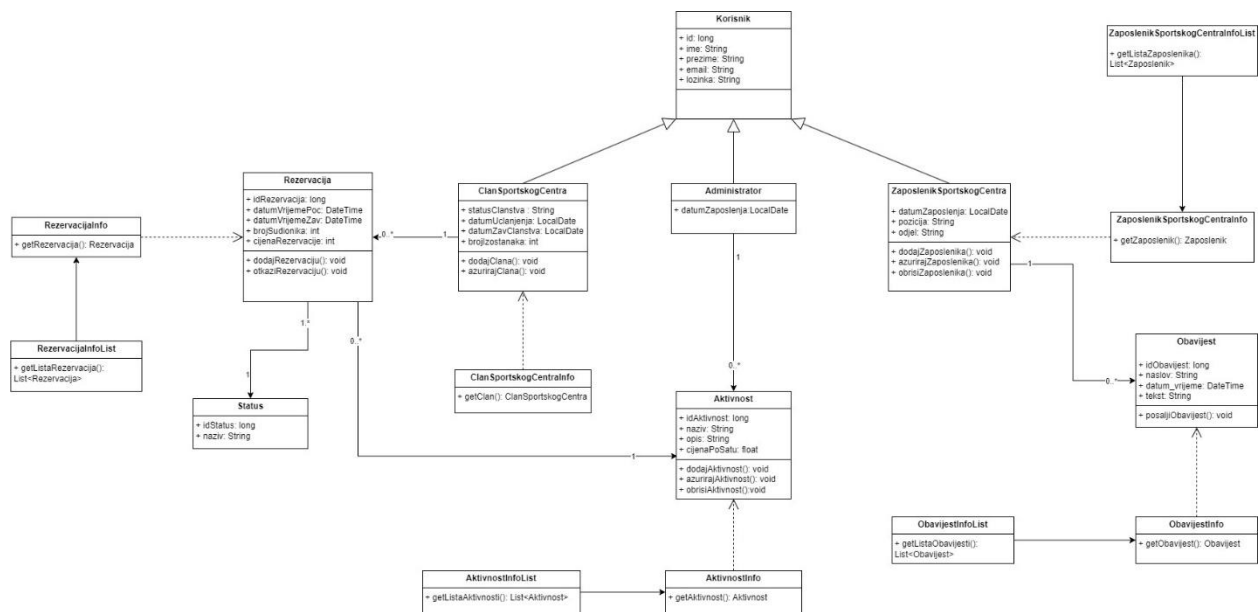 Korisnik
+ id: long
+ ime: String
+ prezime: String
+ email: String
+ lozinka: String
ZaposlenikSportskogCentraInfoList
+ getListaZaposlenika():
List<Zaposlenik>
Rezervacija
+ idRezervacija: long
+ datumVrijemePoc: DateTime
+ datumVrijemeZav: DateTime
+ brojSudionika: int
+ cijenaRezervacije: int
+ dodajRezervaciju(): void
+ otkaziRezervaciju(): void
ClanSportskogCentra
+ statusClanstva : String
+ datumUclanjenja: LocalDate
+ datumZavClanstva: LocalDate
+ brojIzostanaka: int
+ dodajClana(): void
+ azurirajClana(): void
Administrator
+ datumZaposlenja:LocalDate
ZaposlenikSportskogCentra
+ datumZaposlenja: LocalDate
+ pozicija: String
+ odjel: String
+ dodajZaposlenika(): void
+ azurirajZaposlenika(): void
+ obrisiZaposlenika(): void
RezervacijaInfo
+ getRezervacija(): Rezervacija
ZaposlenikSportskogCentraInfo
+ getZaposlenik(): Zaposlenik
0..*
1
1
1
RezervacijaInfoList
+ getListaRezervacija():
List<Rezervacija>
1..*
0..*
1
ClanSportskogCentraInfo
+ getClan(): ClanSportskogCentra
0..*
0..*
Obavijest
+ idObavijest: long
+ naslov: String
+ datum_vrijeme: DateTime
+ tekst: String
+ posaljiObavijest(): void
Status
+ idStatus: long
+ naziv: String
Aktivnost
+ idAktivnost: long
+ naziv: String
+ opis: String
+ cijenaPoSatu: float
+ dodajAktivnost(): void
+ azurirajAktivnost(): void
+ obrisiAktivnost():void
1
ObavijestInfoList
+ getListaObavijesti():
List<Obavijest>
ObavijestInfo
+ getObavijest(): Obavijest
AktivnostInfoList
+ getListaAktivnosti(): List<Aktivnost>
AktivnostInfo
+ getAktivnost(): Aktivnost